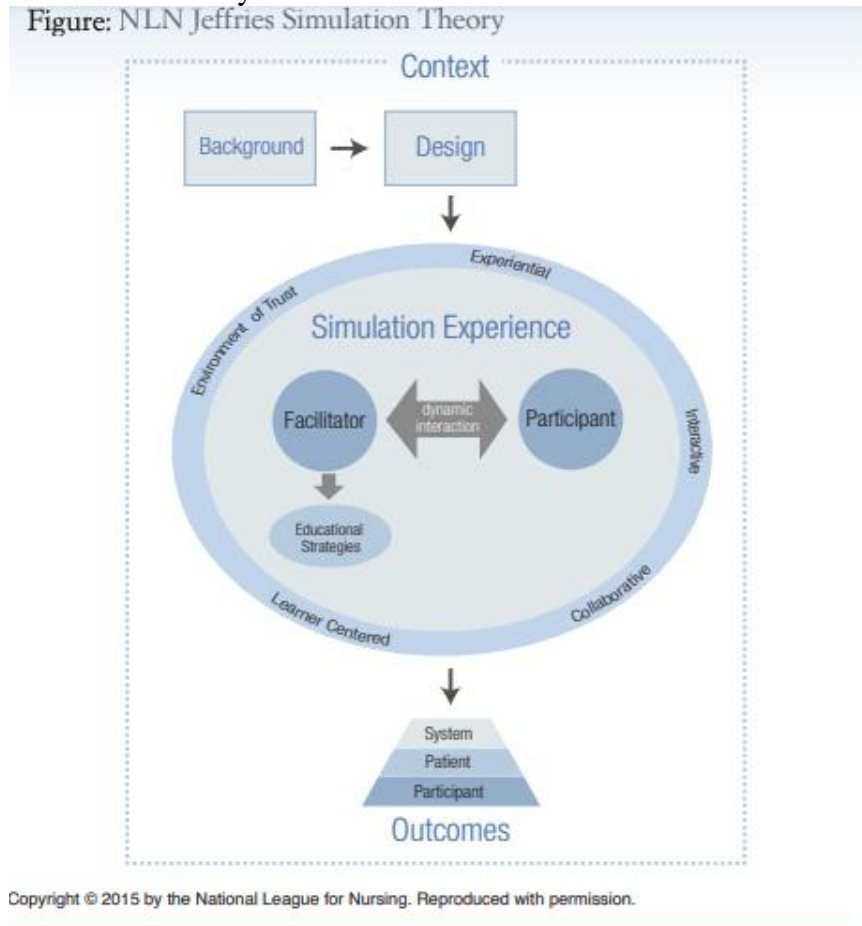 Figure: NLN Jeffries Simulation Theory
Context
Background
Design
Experiential
Environment of Trust
Simulation Experience
Facilitator
dynamic
interaction
Participant
Interactive
Educational
Strategies
Collaborative
Learner Centered
System
Patient
Participant
Outcomes
Copyright © 2015 by the National League for Nursing. Reproduced with permission.